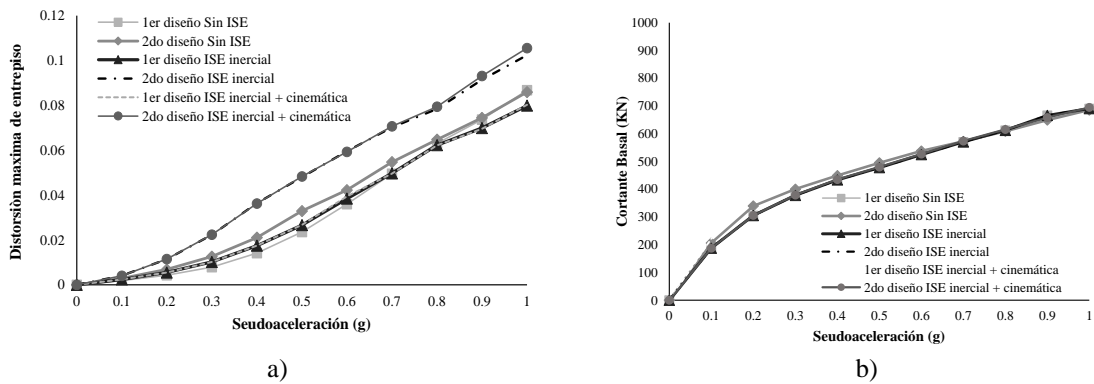 Distorsiòn maxima de entrepiso
0.12
0.1
0.08
0.06
0.04
0.02
0
1er diseño Sin ISE
2do diseño Sin ISE
1er diseño ISE inercial
2do diseño ISE inercial
1er diseño ISE inercial + cinemática
2do diseño ISE inercial + cinemática
0 0.1 0.2 0.3 0.4 0.5 0.6 0.7 0.8 0.9 1
Seudoaceleración (g)
a)
Cortante Basal (KN)
1000
900
800
700
600
500
400
300
200
100
0
1er diseño Sin ISE
2do diseño Sin ISE
1er diseño ISE inercial
2do diseño ISE inercial
1er diseño ISE inercial + cinemática
2do diseño ISE inercial + cinemática
0 0.1 0.2 0.3 0.4 0.5 0.6 0.7 0.8 0.9 1
Seudoaceleración (g)
b)